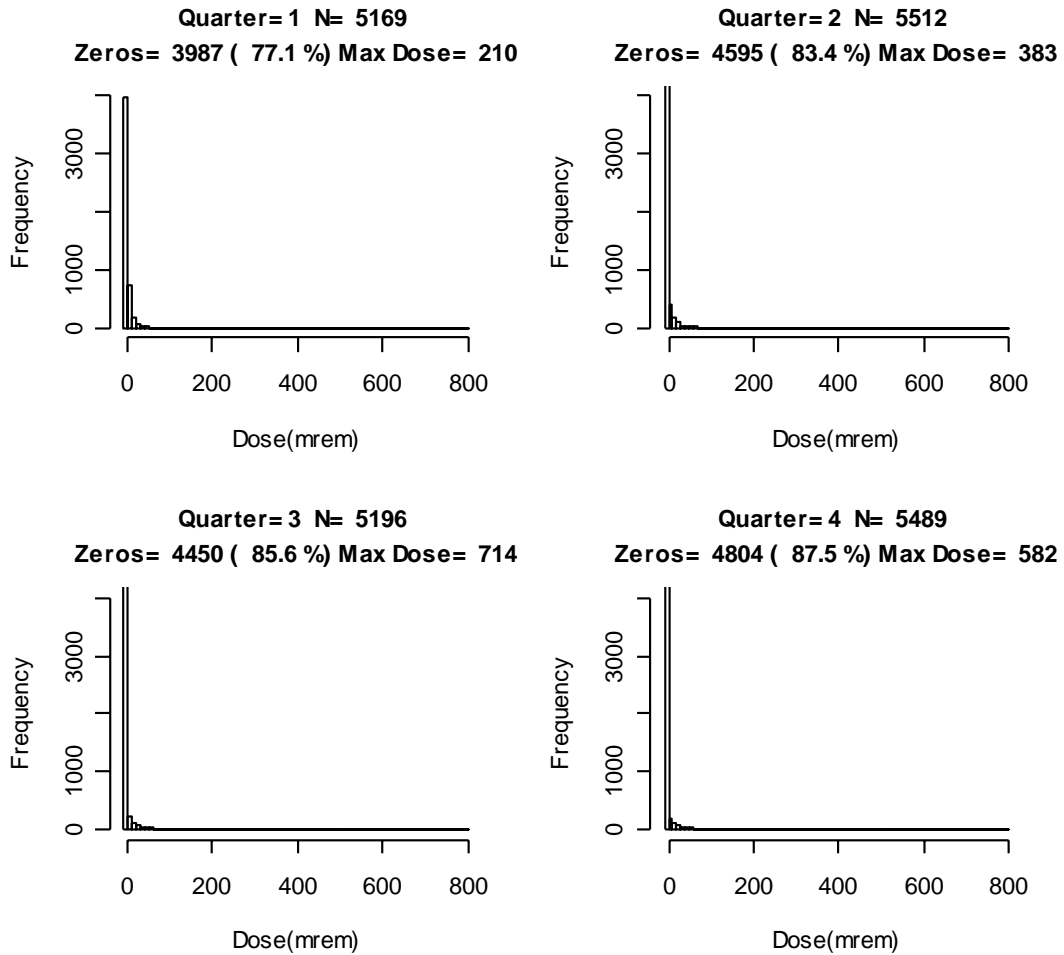 Quarter= 1 N= 5169
Zeros= 3987 ( 77.1 %) Max Dose= 210
Frequency
3000
1000
0
0 200 400 600 800
Dose(mrem)
Quarter= 2 N= 5512
Zeros= 4595 ( 83.4 %) Max Dose= 383
Frequency
3000
1000
0
0 200 400 600 800
Dose(mrem)
Quarter= 3 N= 5196
Zeros= 4450 ( 85.6 %) Max Dose= 714
Frequency
3000
1000
0
0 200 400 600 800
Dose(mrem)
Quarter= 4 N= 5489
Zeros= 4804 ( 87.5 %) Max Dose= 582
Frequency
3000
1000
0
0 200 400 600 800
Dose(mrem)